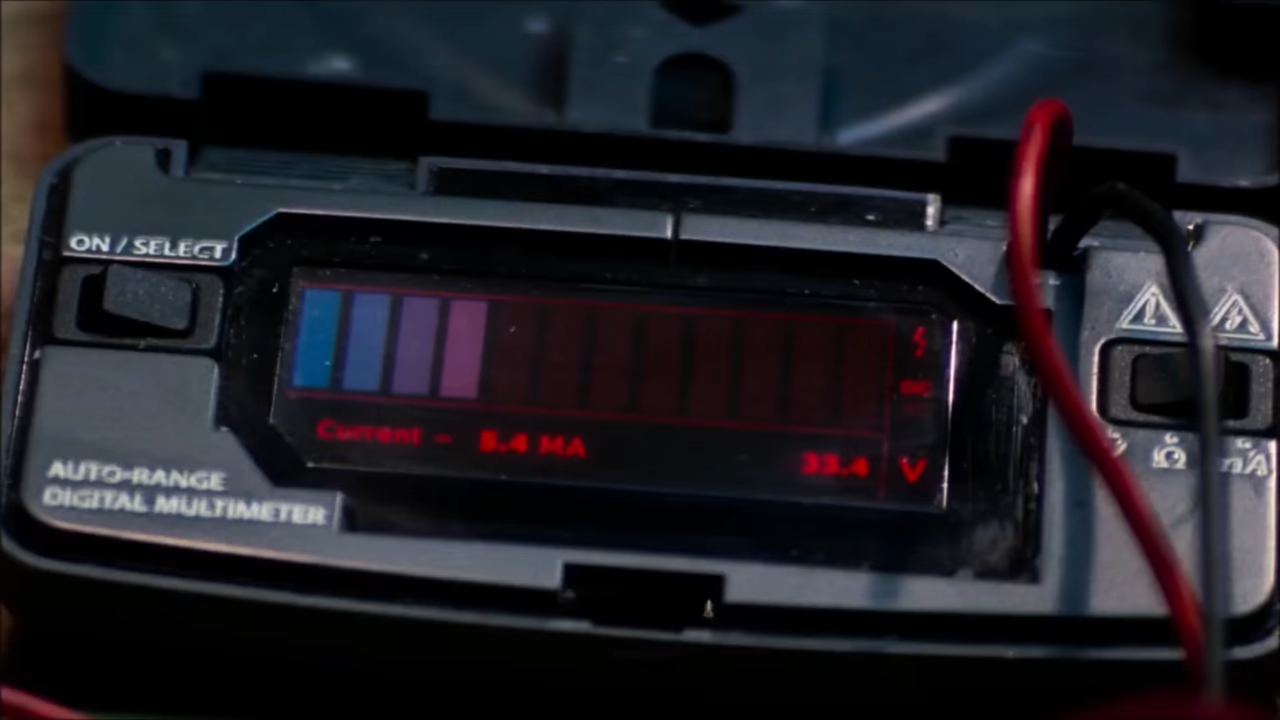 ON / SELECT
Current - 5.4 MA
33.4 V
AUTO-RANGE
DIGITAL MULTIMETER
Ω
mA